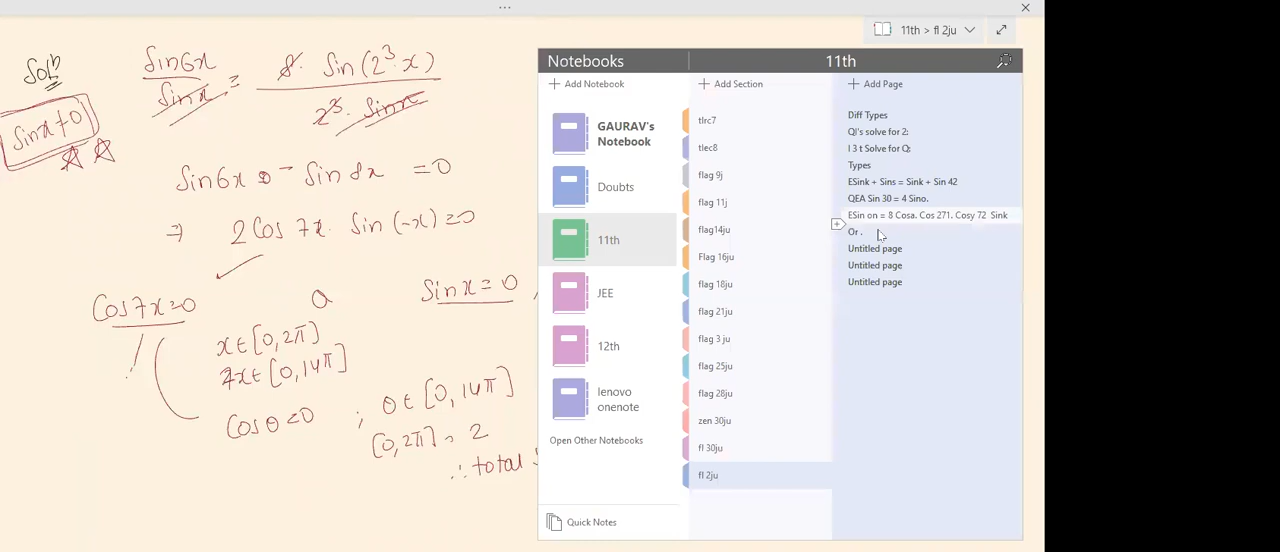 11th > fl 2ju
Solⁿ
Sin6x / Sinx = 8. Sin(2³.x) / 2³. Sinx
Sinx≠0
Sin6x - Sin8x = 0
⇒ 2Cos7x. Sin(-x)=0
Cos7x=0
Sinx=0
x∈[0,2π]
7x∈[0,14π]
Cosθ=0 ; θ∈[0,14π]
[0,2π] → 2
∴ total
Notebooks
11th
+ Add Notebook
+ Add Section
+ Add Page
GAURAV's
Notebook
Doubts
11th
JEE
12th
lenovo
onenote
Open Other Notebooks
Quick Notes
tlrc7
tlec8
flag 9j
flag 11j
flag14ju
Flag 16ju
flag 18ju
flag 21ju
flag 3 ju
flag 25ju
flag 28ju
zen 30ju
fl 30ju
fl 2ju
Diff Types
QI's solve for 2:
I 3 t Solve for Q:
Types
ESink + Sins = Sink + Sin 42
QEA Sin 30 = 4 Sino.
ESin on = 8 Cosa. Cos 271. Cosy 72 Sink
Or .
Untitled page
Untitled page
Untitled page